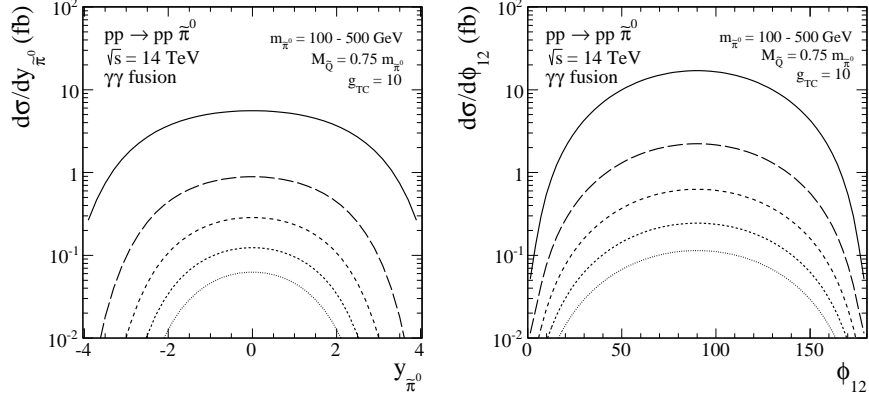 dσ/dy_π̃⁰ (fb)
10²
10
1
10⁻¹
10⁻²
pp → pp π̃⁰
√s = 14 TeV
γγ fusion
m_π̃⁰ = 100 - 500 GeV
M_Q̃ = 0.75 m_π̃⁰
g_TC = 10
-4 -2 0 2 4
y_π̃⁰
dσ/dϕ₁₂ (fb)
10²
10
1
10⁻¹
10⁻²
pp → pp π̃⁰
√s = 14 TeV
γγ fusion
m_π̃⁰ = 100 - 500 GeV
M_Q̃ = 0.75 m_π̃⁰
g_TC = 10
0 50 100 150
ϕ₁₂